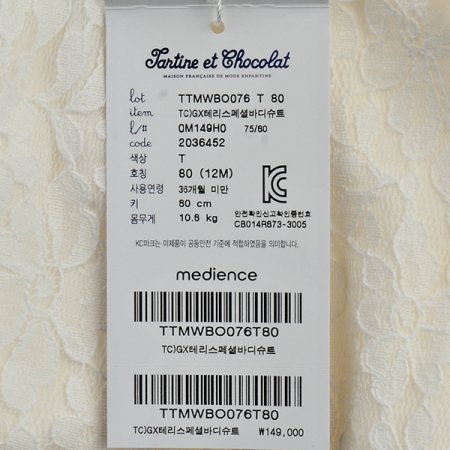 Tartine et Chocolat
MAISON FRANÇAISE DE MODE ENFANTINE
lot TTMWBO076 T 80
item TC)GX테리스페셜바디슈트
l/# 0M149H0 75/80
code 2036452
색상 T
호칭 80 (12M)
사용연령 36개월 미만
키 80 cm
몸무게 10.8 kg
안전확인신고확인증번호
CB014R873-3005
KC마크는 이제품이 공통안전 기준에 적합하였음을 의미합니다.
medience
TTMWBO076T80
TC)GX테리스페셜바디슈트
TTMWBO076T80
TC)GX테리스페셜바디슈트 ₩149,000